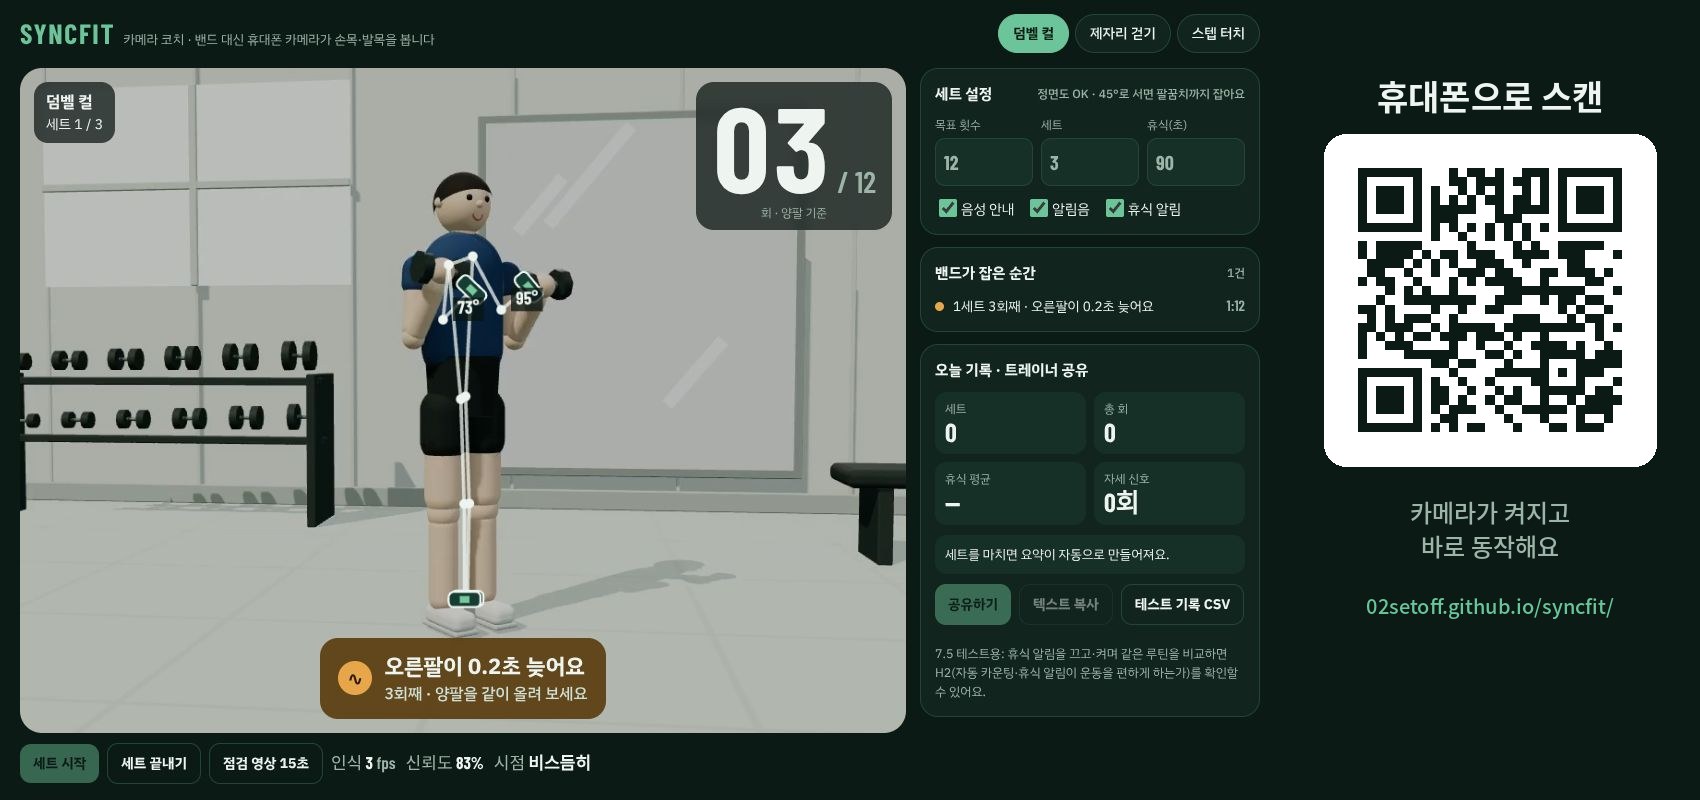 SYNCFIT 카메라 코치 · 밴드 대신 휴대폰 카메라가 손목·발목을 봅니다
덤벨 컬 제자리 걷기 스텝 터치
덤벨 컬
세트 1 / 3
03 / 12
회 · 양팔 기준
73°
95°
오른팔이 0.2초 늦어요
3회째 · 양팔을 같이 올려 보세요
세트 시작 세트 끝내기 점검 영상 15초 인식 3 fps 신뢰도 83% 시점 비스듬히
세트 설정 정면도 OK · 45°로 서면 팔꿈치까지 잡아요
목표 횟수 세트 휴식(초)
12 3 90
음성 안내 알림음 휴식 알림
밴드가 잡은 순간 1건
1세트 3회째 · 오른팔이 0.2초 늦어요 1:12
오늘 기록 · 트레이너 공유
세트 총 회
0 0
휴식 평균 자세 신호
– 0회
세트를 마치면 요약이 자동으로 만들어져요.
공유하기 텍스트 복사 테스트 기록 CSV
7.5 테스트용: 휴식 알림을 끄고·켜며 같은 루틴을 비교하면
H2(자동 카운팅·휴식 알림이 운동을 편하게 하는가)를 확인할
수 있어요.
휴대폰으로 스캔
카메라가 켜지고
바로 동작해요
02setoff.github.io/syncfit/